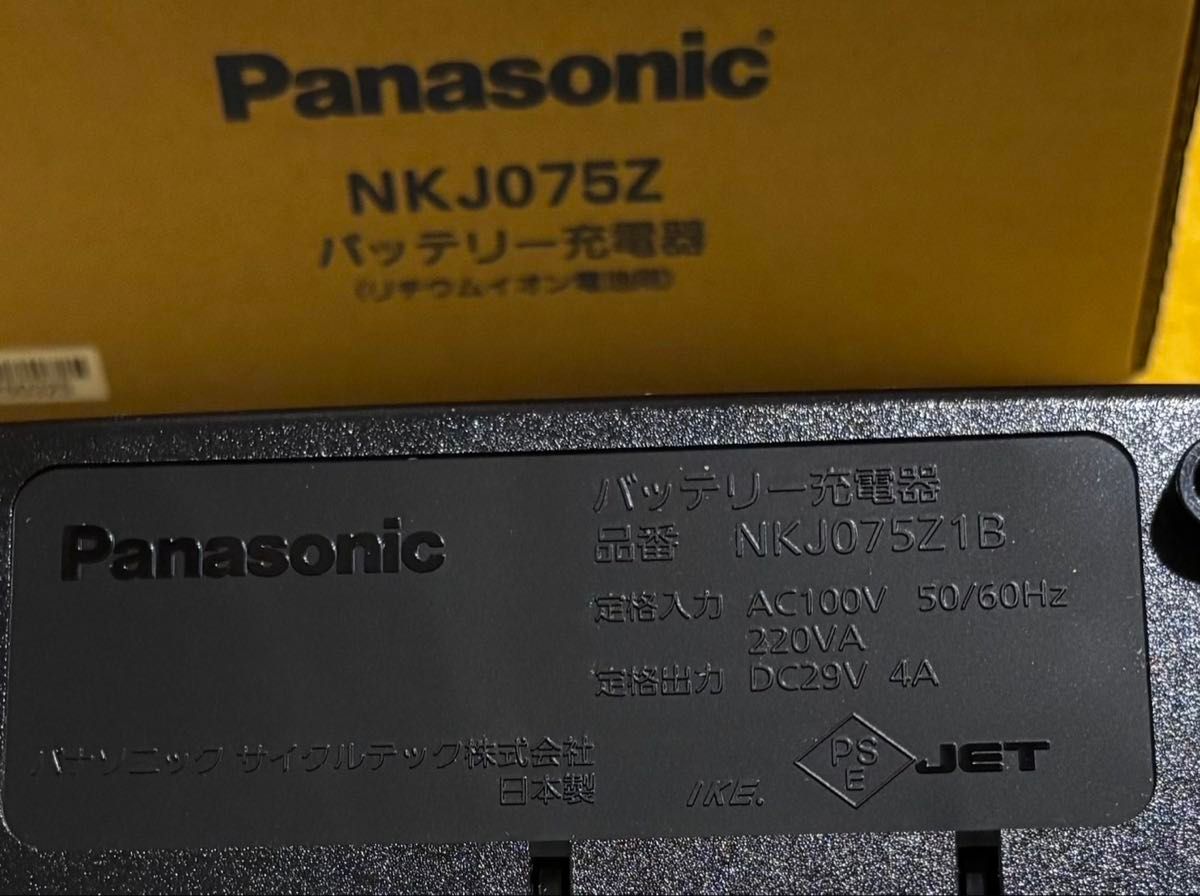 Panasonic
NKJ075Z
バッテリー充電器
(リチウムイオン電池用)
Panasonic
バッテリー充電器
品番 NKJ075Z1B
定格入力 AC100V 50/60Hz
220VA
定格出力 DC29V 4A
パナソニック サイクルテック株式会社
日本製
IKE.
PS
E
JET